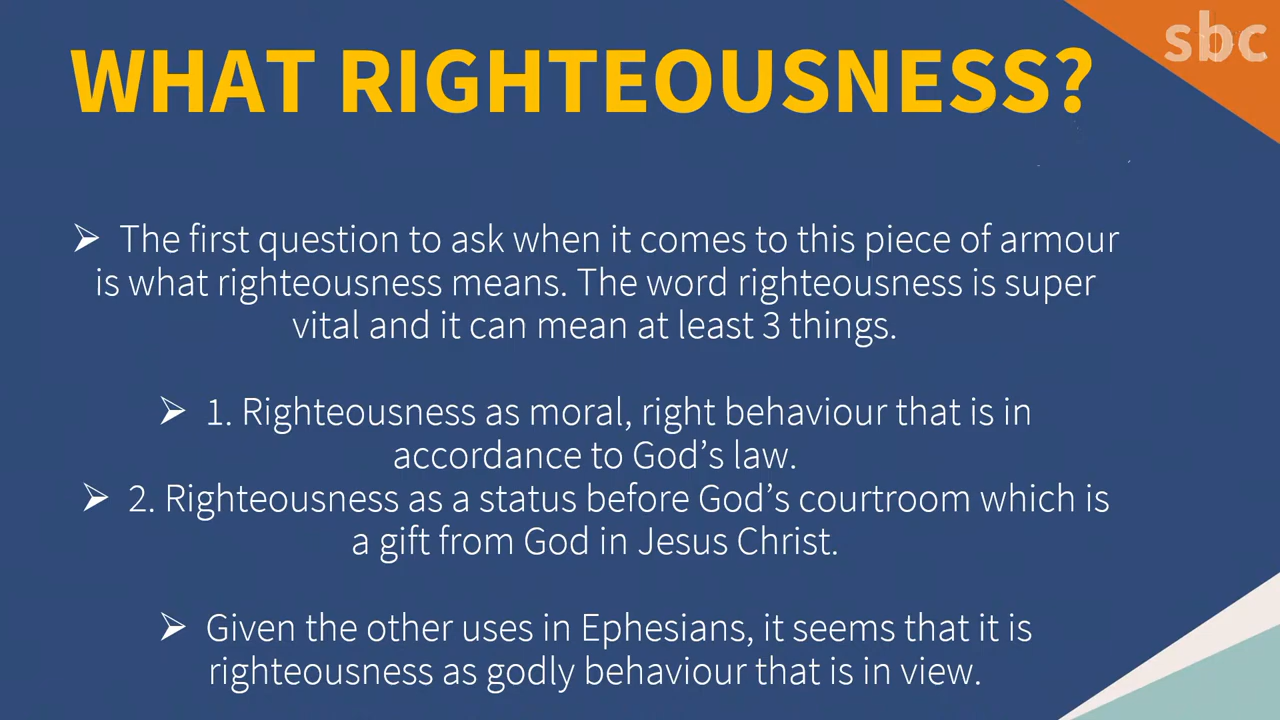 sbc
WHAT RIGHTEOUSNESS?
➢ The first question to ask when it comes to this piece of armour
is what righteousness means. The word righteousness is super
vital and it can mean at least 3 things.
➢ 1. Righteousness as moral, right behaviour that is in
accordance to God’s law.
➢ 2. Righteousness as a status before God’s courtroom which is
a gift from God in Jesus Christ.
➢ Given the other uses in Ephesians, it seems that it is
righteousness as godly behaviour that is in view.